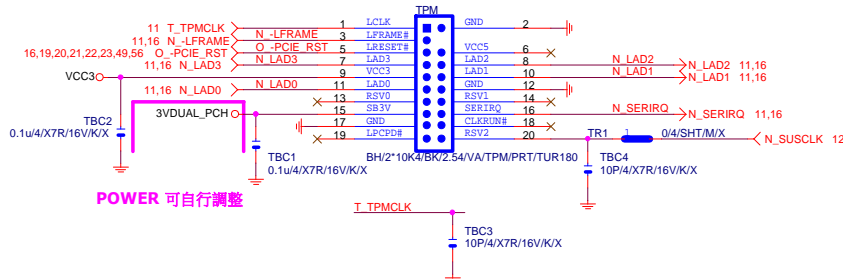 TPM
11 T_TPMCLK 1 LCLK GND 2
11,16 N_-LFRAME 3 LFRAME#
16,19,20,21,22,23,49,56 O_-PCIE_RST 5 LRESET# VCC5 6
11,16 N_LAD3 7 LAD3 LAD2 8 N_LAD2 N_LAD2 11,16
VCC3 9 VCC3 LAD1 10 N_LAD1 N_LAD1 11,16
11,16 N_LAD0 11 LAD0 GND 12
13 RSV0 RSV1 14
3VDUAL_PCH 15 SB3V SERIRQ 16 N_SERIRQ N_SERIRQ 11,16
17 GND CLKRUN# 18
19 LPCPD# RSV2 20 TR1 1 0/4/SHT/M/X N_SUSCLK 12
TBC2
0.1u/4/X7R/16V/K/X
TBC1
0.1u/4/X7R/16V/K/X
BH/2*10K4/BK/2.54/VA/TPM/PRT/TUR180
TBC4
10P/4/X7R/16V/K/X
POWER 可自行調整
T_TPMCLK
TBC3
10P/4/X7R/16V/K/X